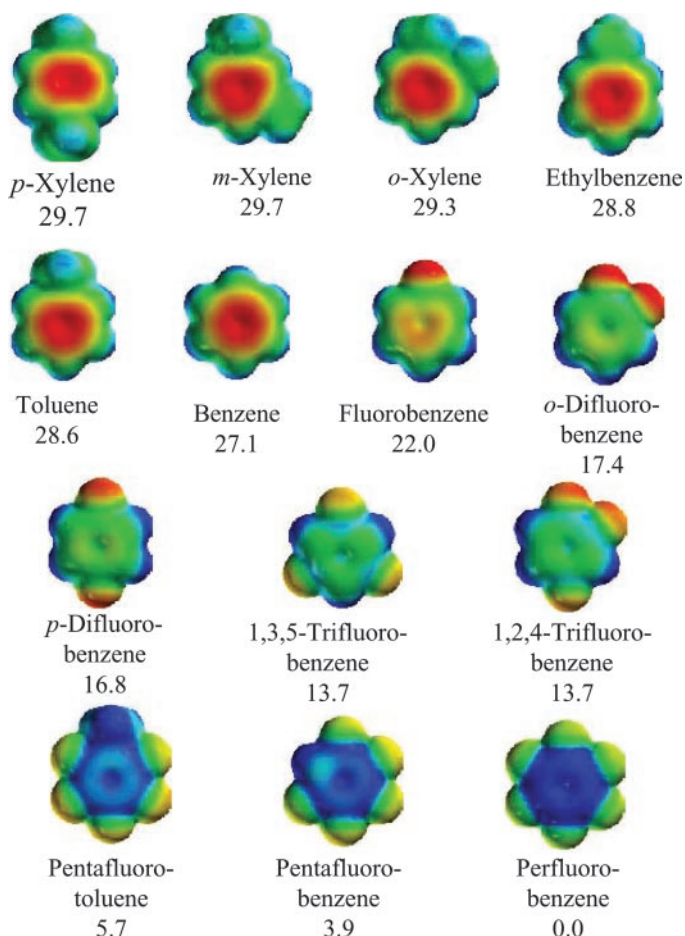 p-Xylene
29.7
m-Xylene
29.7
o-Xylene
29.3
Ethylbenzene
28.8
Toluene
28.6
Benzene
27.1
Fluorobenzene
22.0
o-Difluoro-
benzene
17.4
p-Difluoro-
benzene
16.8
1,3,5-Trifluoro-
benzene
13.7
1,2,4-Trifluoro-
benzene
13.7
Pentafluoro-
toluene
5.7
Pentafluoro-
benzene
3.9
Perfluoro-
benzene
0.0